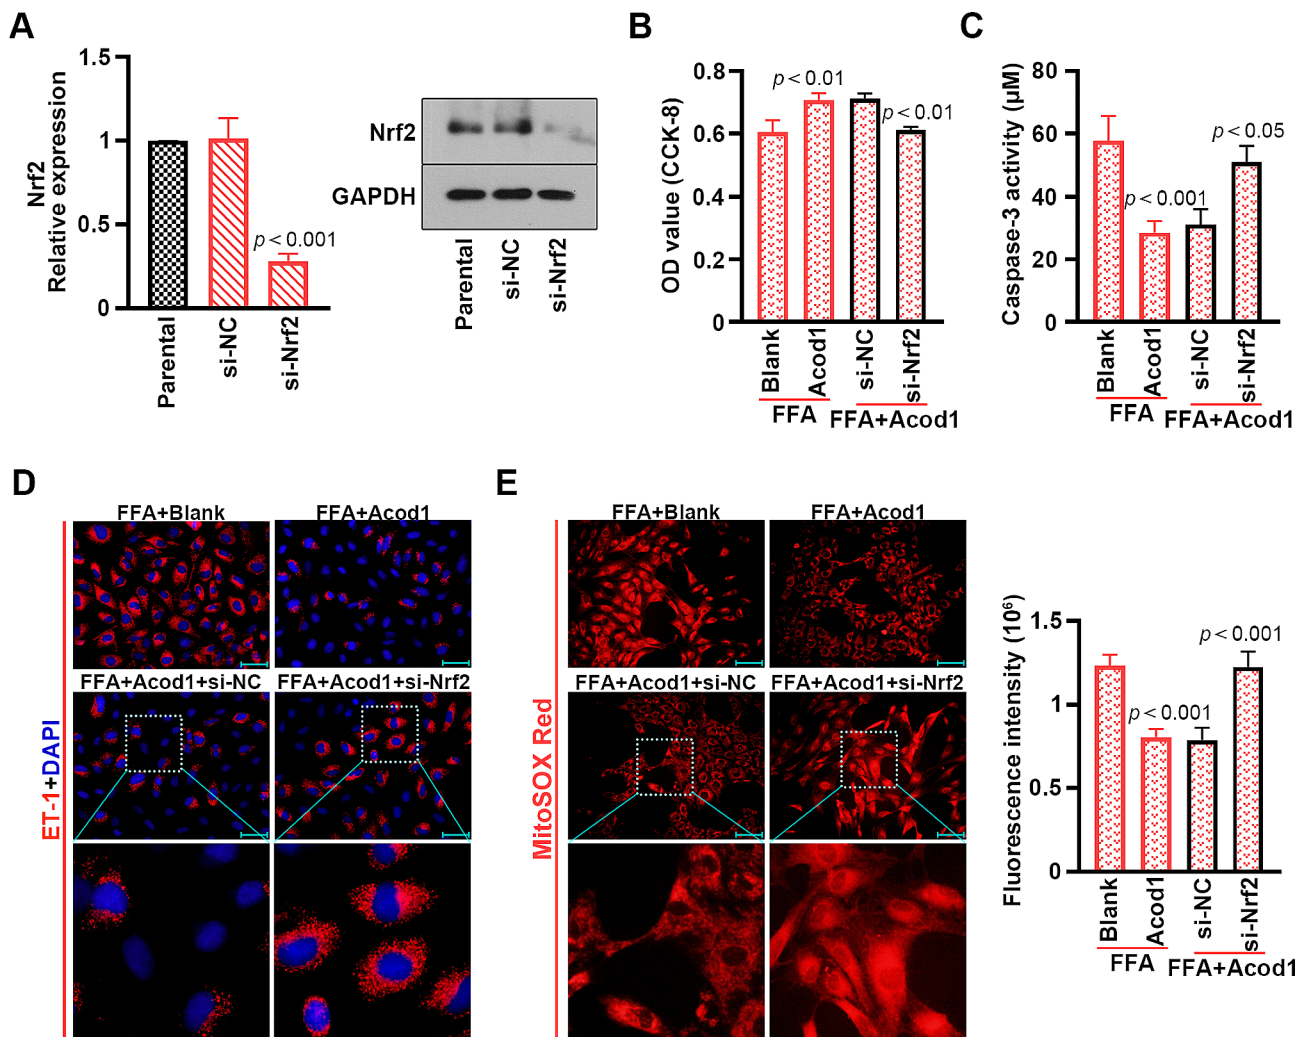 A
Nrf2
Relative expression
1.5
1
0.5
0
p < 0.001
Parental
si-NC
si-Nrf2
Nrf2
GAPDH
Parental
si-NC
si-Nrf2
B
OD value (CCK-8)
0.8
0.6
0.4
0.2
0
p < 0.01
p < 0.01
Blank
Acod1
si-NC
si-Nrf2
FFA
FFA+Acod1
C
Caspase-3 activity (μM)
80
60
40
20
0
p < 0.001
p < 0.05
Blank
Acod1
si-NC
si-Nrf2
FFA
FFA+Acod1
D
ET-1+DAPI
FFA+Blank
FFA+Acod1
FFA+Acod1+si-NC
FFA+Acod1+si-Nrf2
E
MitoSOX Red
FFA+Blank
FFA+Acod1
FFA+Acod1+si-NC
FFA+Acod1+si-Nrf2
Fluorescence intensity (10⁶)
1.5
1
0.5
0
p < 0.001
p < 0.001
Blank
Acod1
si-NC
si-Nrf2
FFA
FFA+Acod1